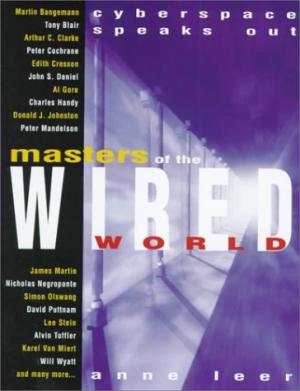 cyberspace
speaks out
Martin Bangemann
Tony Blair
Arthur C. Clarke
Peter Cochrane
Edith Cresson
John S. Daniel
Al Gore
Charles Handy
Donald J. Johnston
Peter Mandelson
masters of the
WIRED
WORLD
James Martin
Nicholas Negroponte
Simon Olswang
David Puttnam
Lee Stein
Alvin Toffler
Karel Van Miert
Will Wyatt
and many more...
anne leer